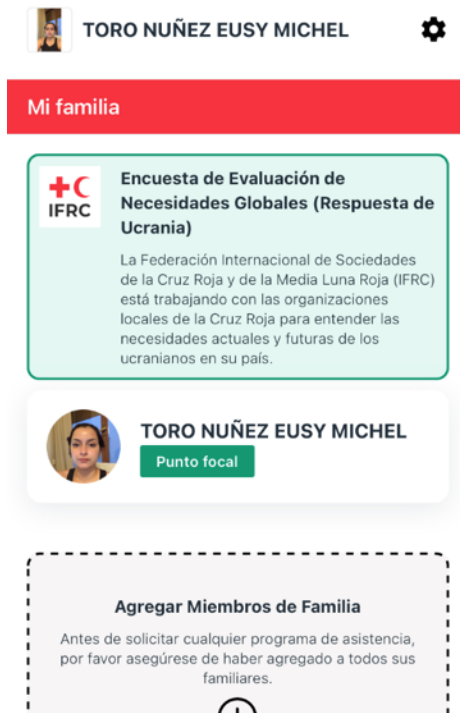 TORO NUÑEZ EUSY MICHEL
Mi familia
IFRC
Encuesta de Evaluación de
Necesidades Globales (Respuesta de
Ucrania)
La Federación Internacional de Sociedades
de la Cruz Roja y de la Media Luna Roja (IFRC)
está trabajando con las organizaciones
locales de la Cruz Roja para entender las
necesidades actuales y futuras de los
ucranianos en su país.
TORO NUÑEZ EUSY MICHEL
Punto focal
Agregar Miembros de Familia
Antes de solicitar cualquier programa de asistencia,
por favor asegúrese de haber agregado a todos sus
familiares.